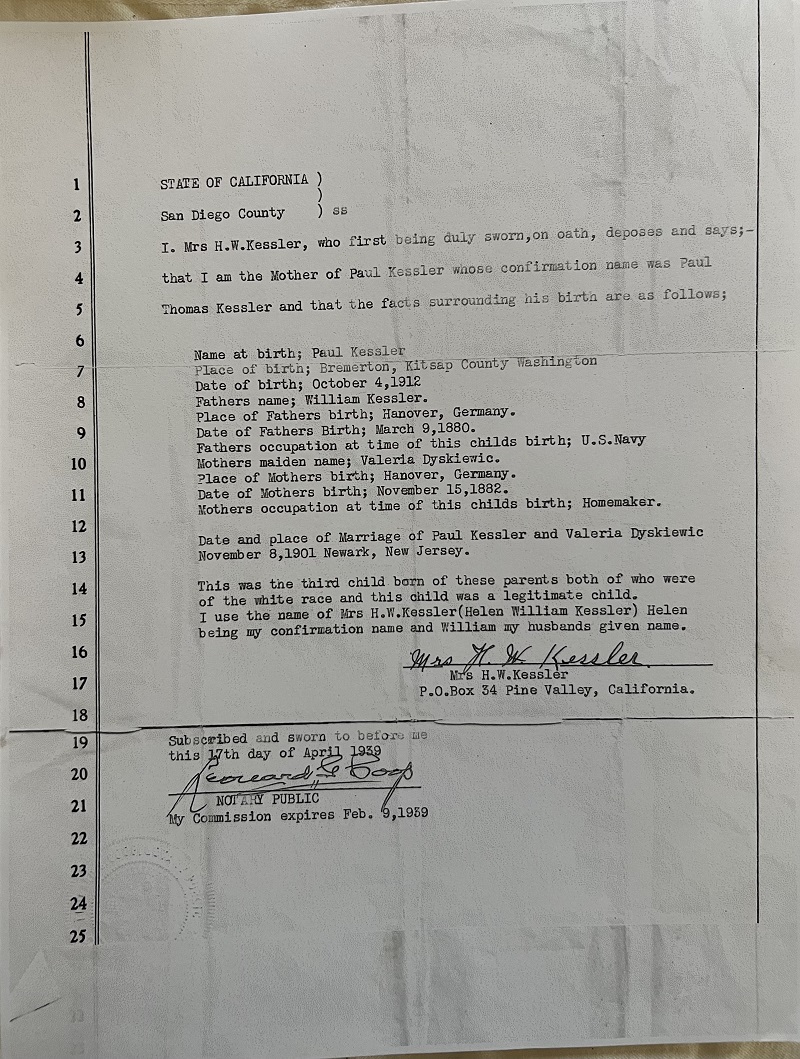 1 STATE OF CALIFORNIA )
)
2 San Diego County ) ss
3 I. Mrs H.W.Kessler, who first being duly sworn,on oath, deposes and says;-
4 that I am the Mother of Paul Kessler whose confirmation name was Paul
5 Thomas Kessler and that the facts surrounding his birth are as follows;
6
Name at birth; Paul Kessler
7 Place of birth; Bremerton, Kitsap County Washington
Date of birth; October 4,1912
8 Fathers name; William Kessler.
Place of Fathers birth; Hanover, Germany.
9 Date of Fathers Birth; March 9,1880.
Fathers occupation at time of this childs birth; U.S.Navy
10 Mothers maiden name; Valeria Dyskiewic.
Place of Mothers birth; Hanover, Germany.
11 Date of Mothers birth; November 15,1882.
Mothers occupation at time of this childs birth; Homemaker.
12
Date and place of Marriage of Paul Kessler and Valeria Dyskiewic
13 November 8,1901 Newark, New Jersey.
14 This was the third child born of these parents both of who were
of the white race and this child was a legitimate child.
15 I use the name of Mrs H.W.Kessler(Helen William Kessler) Helen
being my confirmation name and William my husbands given name.
16 Mrs H. W Kessler
Mrs H.W.Kessler
17 P.O.Box 34 Pine Valley, California.
18
19 Subscribed and sworn to before me
this 17th day of April 1939
20
21 NOTARY PUBLIC
My Commission expires Feb. 9,1939
22
23
24
25